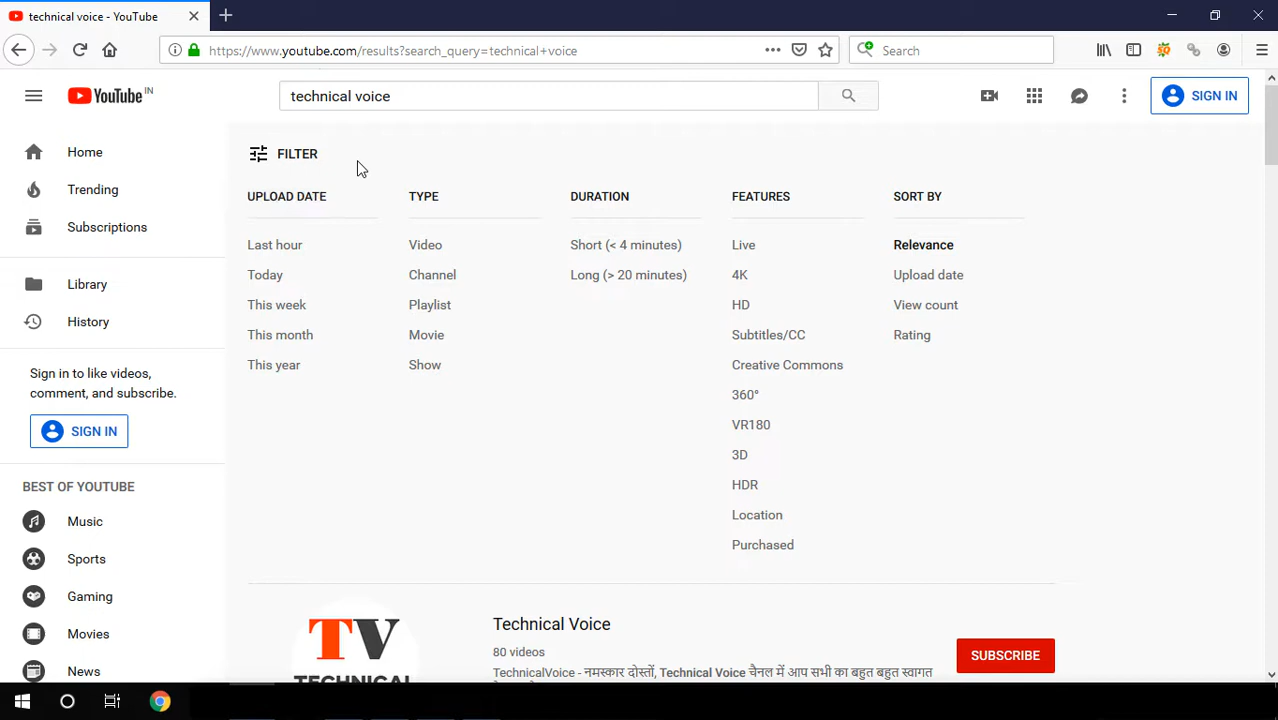 technical voice - YouTube
https://www.youtube.com/results?search_query=technical+voice
Search
YouTube IN
technical voice
SIGN IN
Home
Trending
Subscriptions
Library
History
Sign in to like videos,
comment, and subscribe.
SIGN IN
BEST OF YOUTUBE
Music
Sports
Gaming
Movies
News
FILTER
UPLOAD DATE
Last hour
Today
This week
This month
This year
TYPE
Video
Channel
Playlist
Movie
Show
DURATION
Short (< 4 minutes)
Long (> 20 minutes)
FEATURES
Live
4K
HD
Subtitles/CC
Creative Commons
360°
VR180
3D
HDR
Location
Purchased
SORT BY
Relevance
Upload date
View count
Rating
TV
TECHNICAL
Technical Voice
80 videos
TechnicalVoice - नमस्कार दोस्तों, Technical Voice चैनल में आप सभी का बहुत बहुत स्वागत
SUBSCRIBE